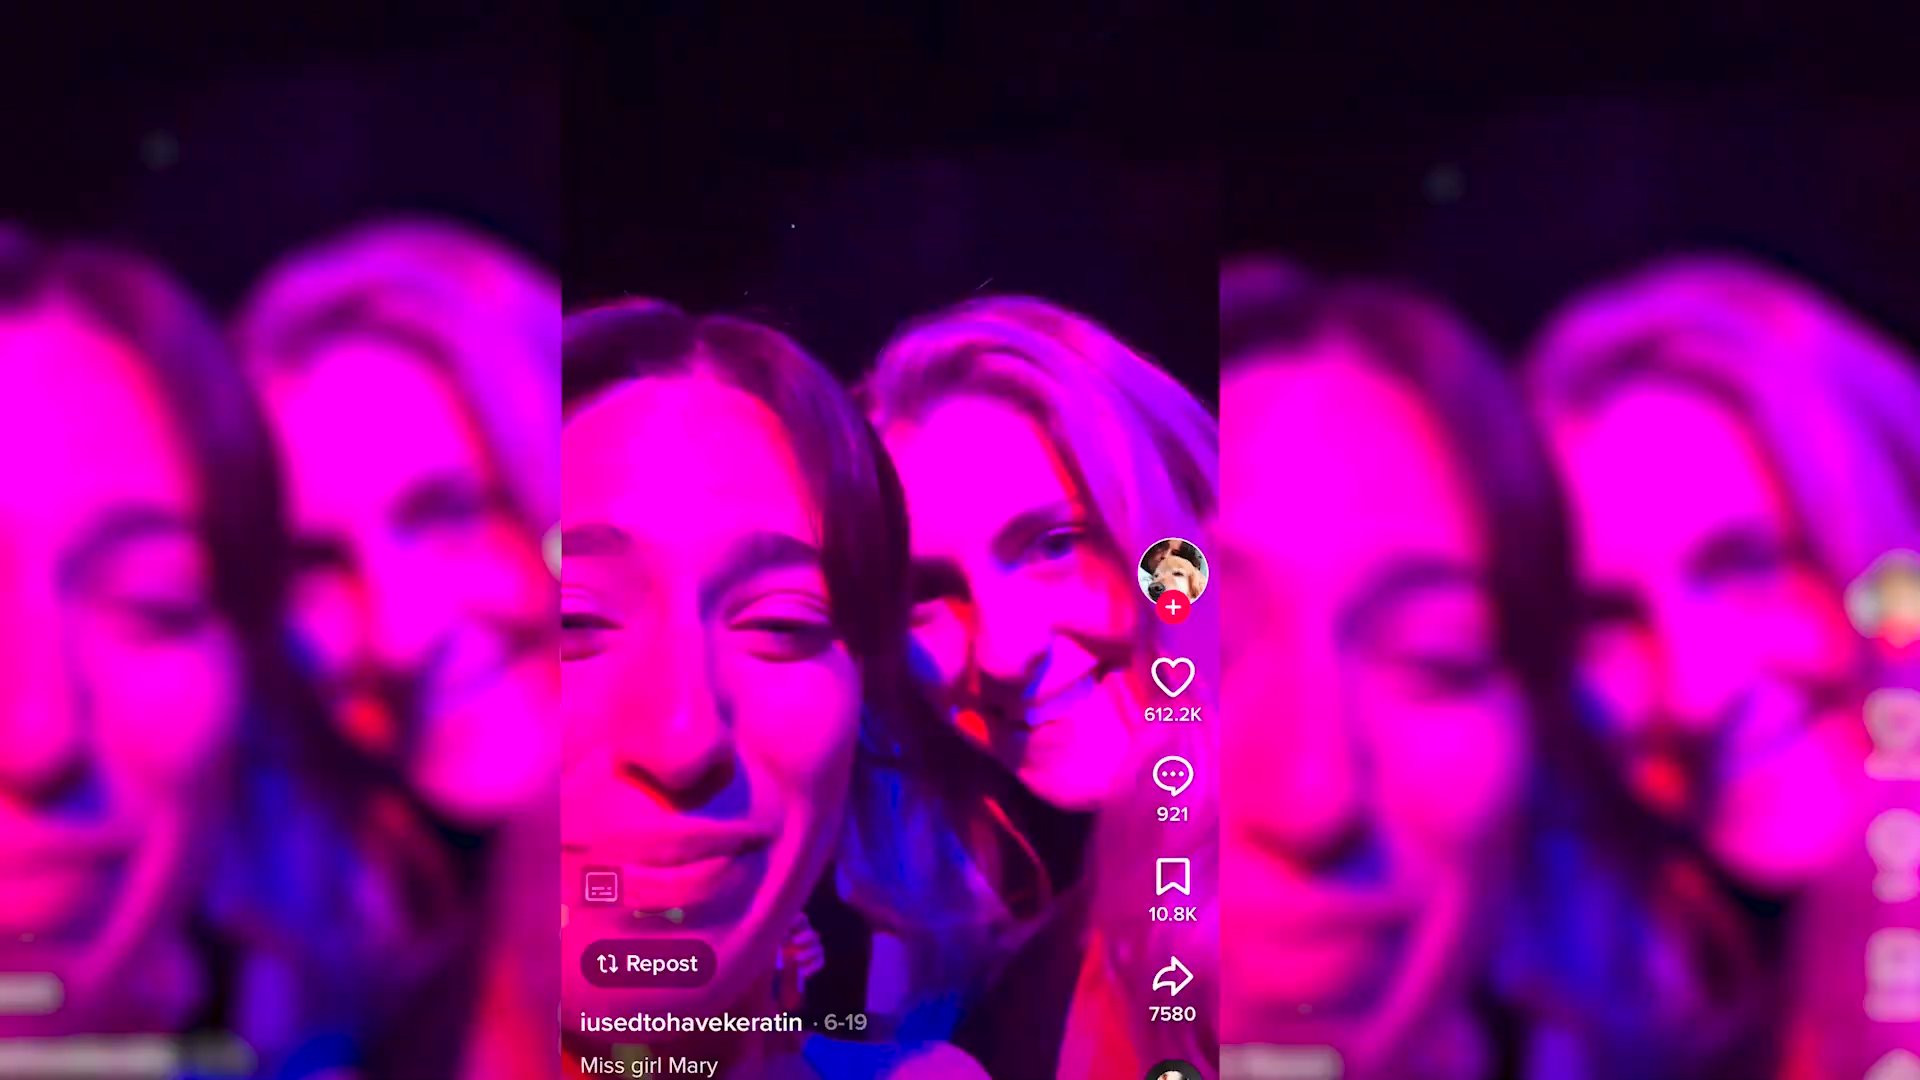 612.2K
921
10.8K
Repost
7580
iusedtohavekeratin · 6-19
Miss girl Mary